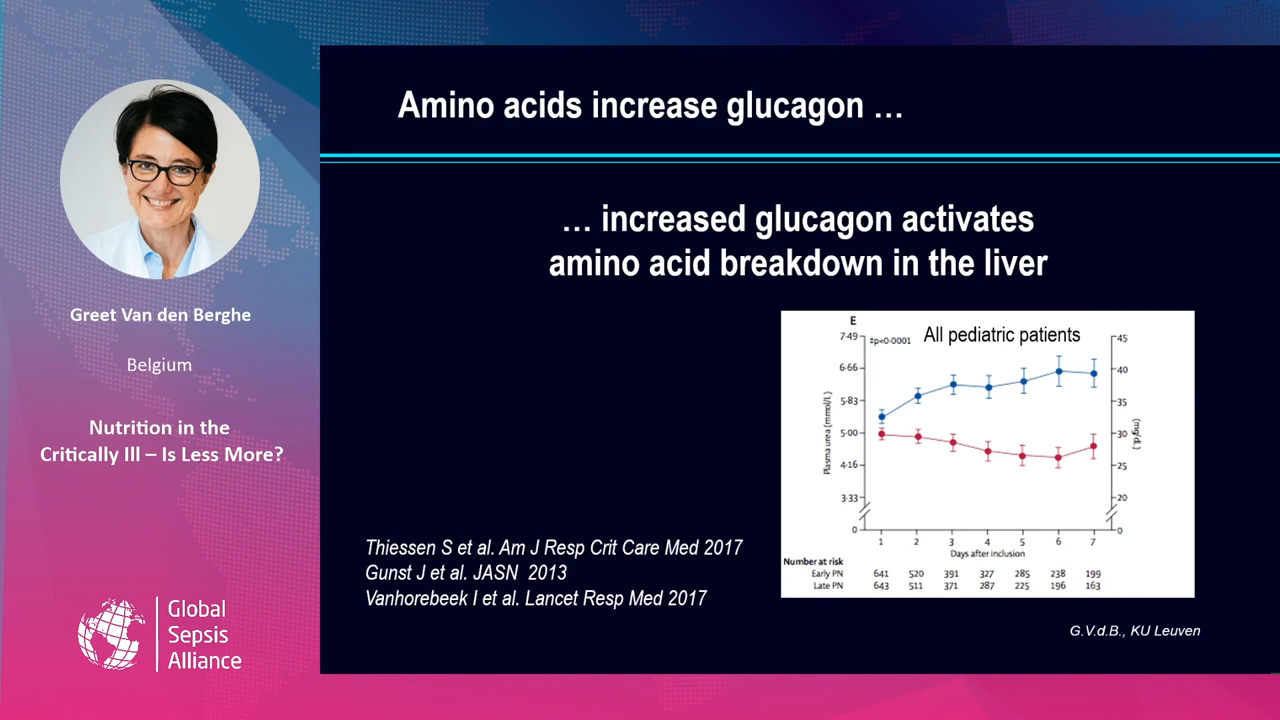 Amino acids increase glucagon …
… increased glucagon activates
amino acid breakdown in the liver
Greet Van den Berghe
Belgium
Nutrition in the
Critically Ill – Is Less More?
E
‡p<0·0001
All pediatric patients
7·49
6·66
5·83
5·00
4·16
3·33
0
Plasma urea (mmol/L)
45
40
35
30
25
20
0
(mg/dL)
1 2 3 4 5 6 7
Days after inclusion
Number at risk
Early PN 641 520 391 327 285 238 199
Late PN 643 511 371 287 225 196 163
Thiessen S et al. Am J Resp Crit Care Med 2017
Gunst J et al. JASN 2013
Vanhorebeek I et al. Lancet Resp Med 2017
G.V.d.B., KU Leuven
Global
Sepsis
Alliance